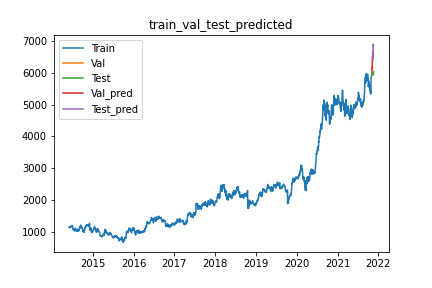 train_val_test_predicted
Train
Val
Test
Val_pred
Test_pred
7000
6000
5000
4000
3000
2000
1000
2015 2016 2017 2018 2019 2020 2021 2022